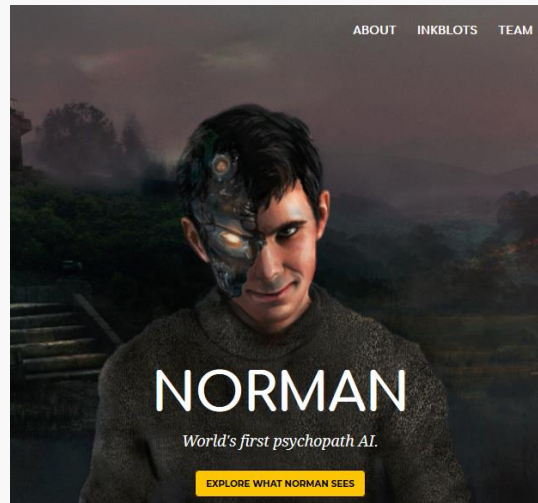 ABOUT INKBLOTS TEAM
NORMAN
World's first psychopath AI.
EXPLORE WHAT NORMAN SEES